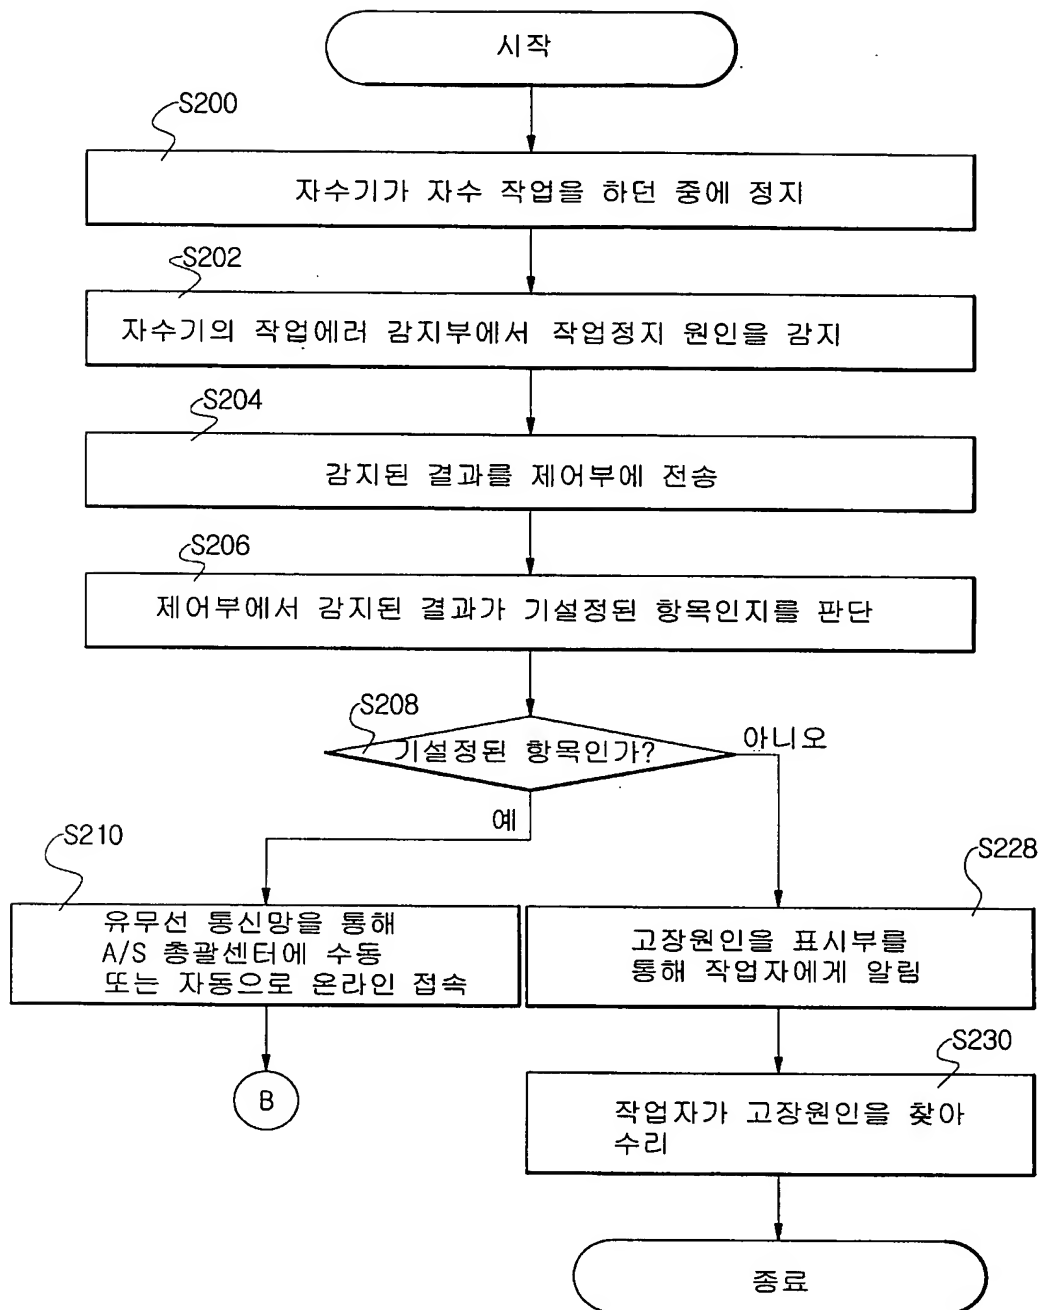 시작
S200
자수기가 자수 작업을 하던 중에 정지
S202
자수기의 작업에러 감지부에서 작업정지 원인을 감지
S204
감지된 결과를 제어부에 전송
S206
제어부에서 감지된 결과가 기설정된 항목인지를 판단
S208
기설정된 항목인가?
아니오
예
S210
유무선 통신망을 통해
A/S 총괄센터에 수동
또는 자동으로 온라인 접속
B
S228
고장원인을 표시부를
통해 작업자에게 알림
S230
작업자가 고장원인을 찾아
수리
종료